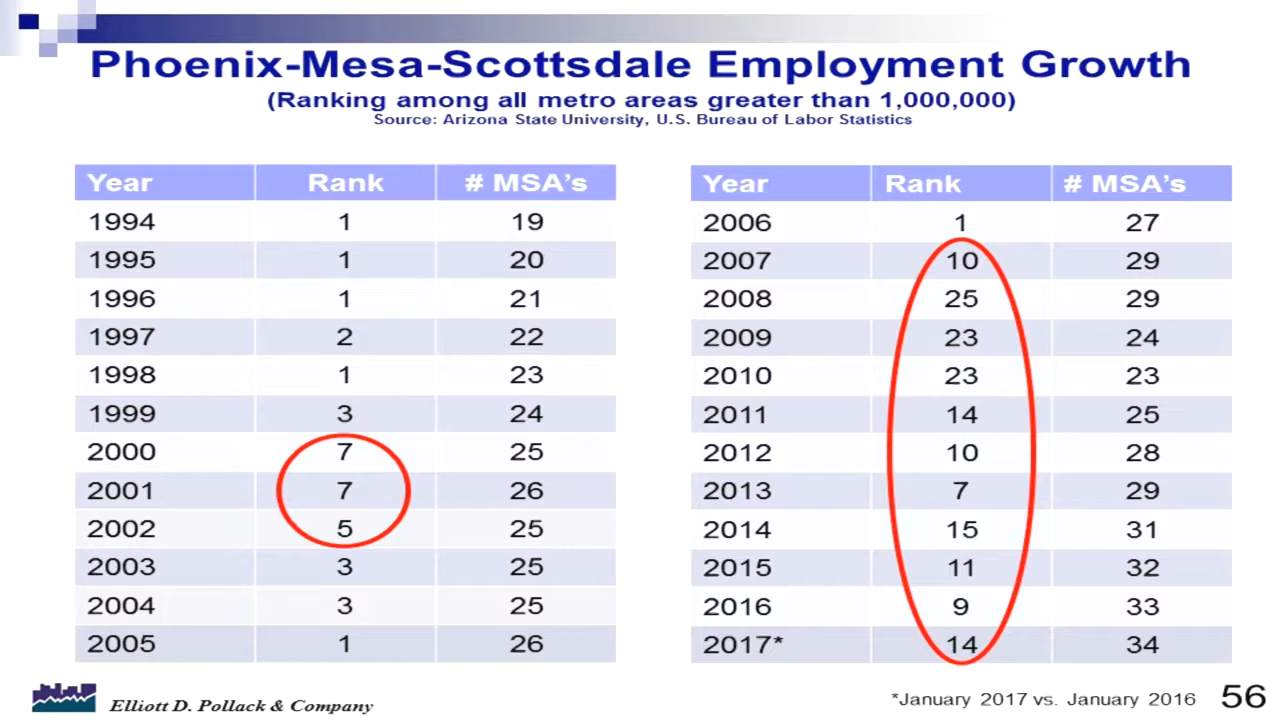 Phoenix-Mesa-Scottsdale Employment Growth
(Ranking among all metro areas greater than 1,000,000)
Source: Arizona State University, U.S. Bureau of Labor Statistics
Year Rank # MSA's
1994 1 19
1995 1 20
1996 1 21
1997 2 22
1998 1 23
1999 3 24
2000 7 25
2001 7 26
2002 5 25
2003 3 25
2004 3 25
2005 1 26
Year Rank # MSA's
2006 1 27
2007 10 29
2008 25 29
2009 23 24
2010 23 23
2011 14 25
2012 10 28
2013 7 29
2014 15 31
2015 11 32
2016 9 33
2017* 14 34
Elliott D. Pollack & Company
*January 2017 vs. January 2016
56